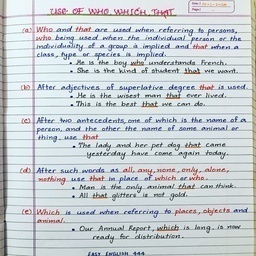 USE OF WHO, WHICH, THAT
(a) Who and that are used when referring to persons,
who being used when the individual person or the
individuality of a group is implied and that when a
class, type or species is implied.
• He is the boy who understands French.
• She is the kind of student that we want.
(b) After adjectives of superlative degree that is used.
• He is the wisest man that ever lived.
• This is the best that we can do.
(c) After two antecedents, one of which is the name of a
person, and the other the name of some animal or
thing, use that
• The lady and her pet dog that came
yesterday have come again today.
(d) After such words as all, any, none, only, alone,
nothing use that in place of which or who.
• Man is the only animal that can think.
• All that glitters is not gold.
(e) Which is used when referring to places, objects and
animal.
• Our Annual Report, which is long, is now
ready for distribution.
EASY ENGLISH 444